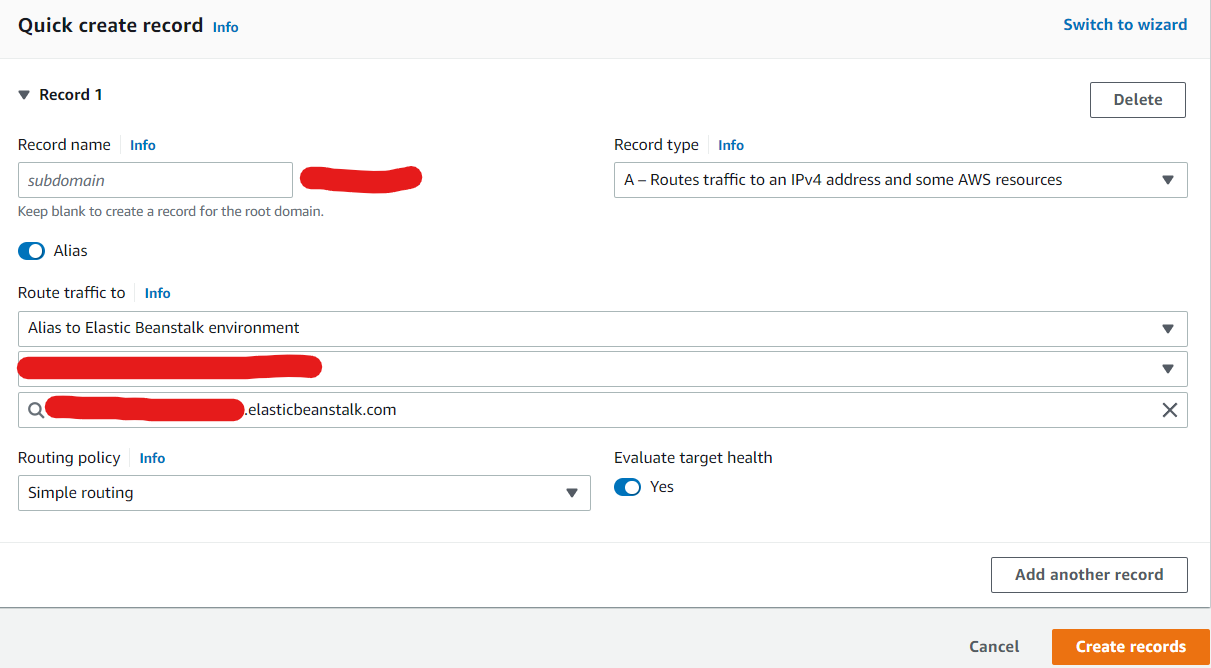 Quick create record Info Switch to wizard
Record 1 Delete
Record name Info Record type Info
subdomain A – Routes traffic to an IPv4 address and some AWS resources
Keep blank to create a record for the root domain.
Alias
Route traffic to Info
Alias to Elastic Beanstalk environment
.elasticbeanstalk.com
Routing policy Info Evaluate target health
Simple routing Yes
Add another record
Cancel Create records